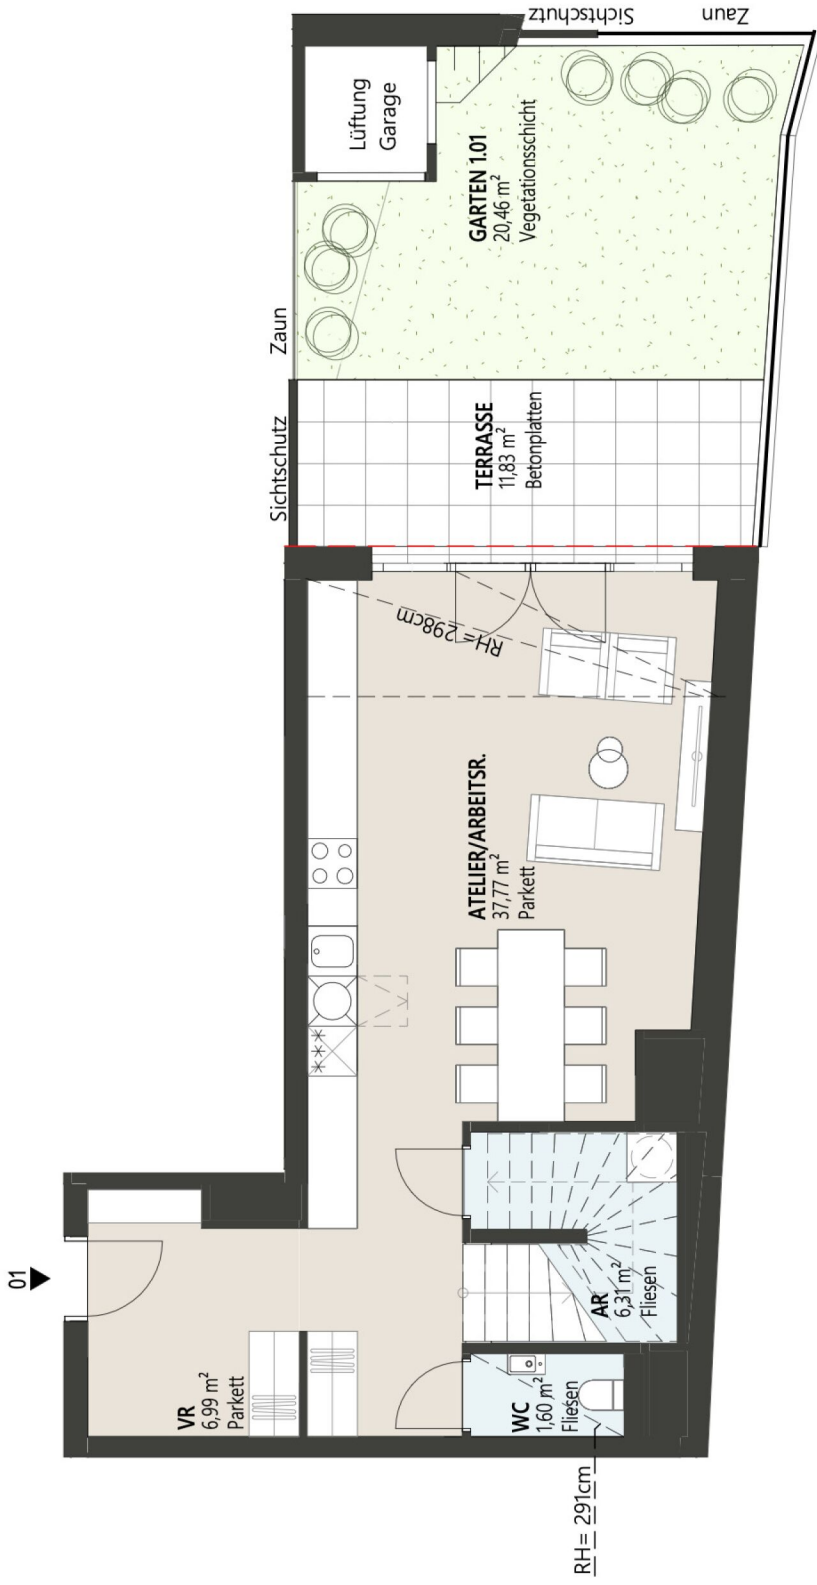 Sichtschutz
Zaun
Lüftung
Garage
GARTEN 1.01
20,46 m²
Vegetationsschicht
Zaun
Sichtschutz
TERRASSE
11,83 m²
Betonplatten
RH= 298cm
ATELIER/ARBEITSR.
37,77 m²
Parkett
01
VR
6,99 m²
Parkett
AR
6,31 m²
Fliesen
WC
1,60 m²
Fliesen
RH= 291cm